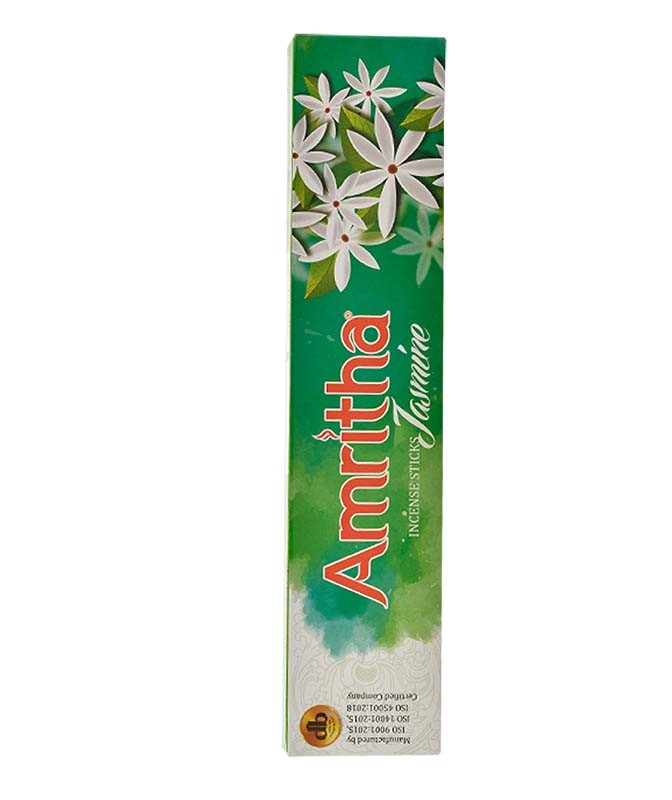 Amritha
INCENSE STICKS
Jasmine
Manufactured by
ISO 9001:2015,
ISO 14001:2015,
ISO 45001:2018
Certified Company